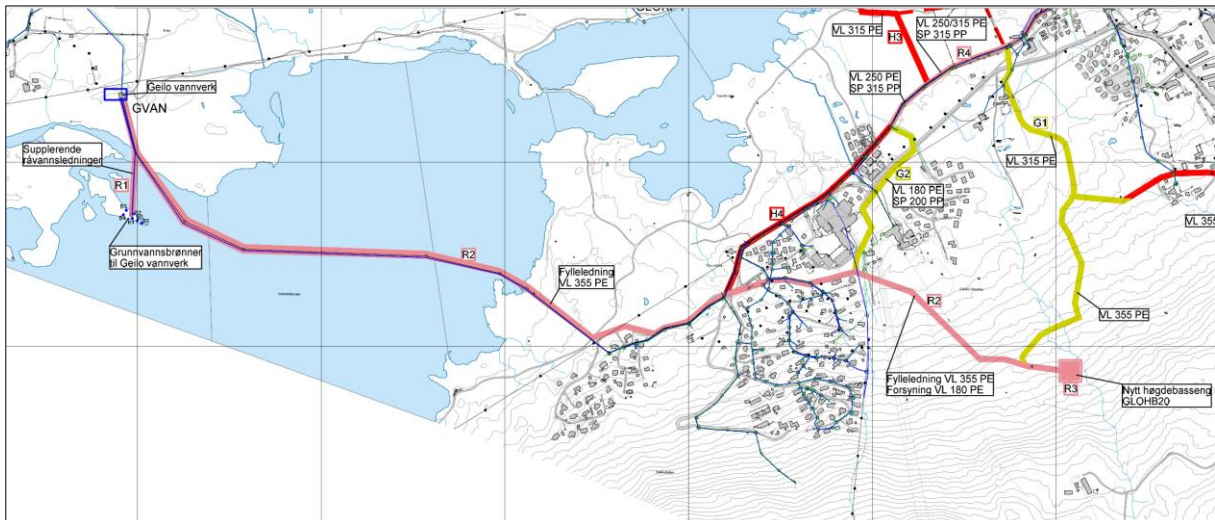 VL 315 PE
H3
VL 250/315 PE
SP 315 PP
R4
Geilo vannverk
GVAN
VL 250 PE
SP 315 PP
G1
Supplerende
råvannsledninger
VL 315 PE
G2
R1
VL 180 PE
SP 200 PP
H4
VL 355
Grunnvannsbrønner
til Geilo vannverk
R2
Fylleledning
VL 355 PE
R2
VL 355 PE
Fylleledning VL 355 PE
Forsyning VL 180 PE
R3
Nytt høgdebasseng
GLOHB20